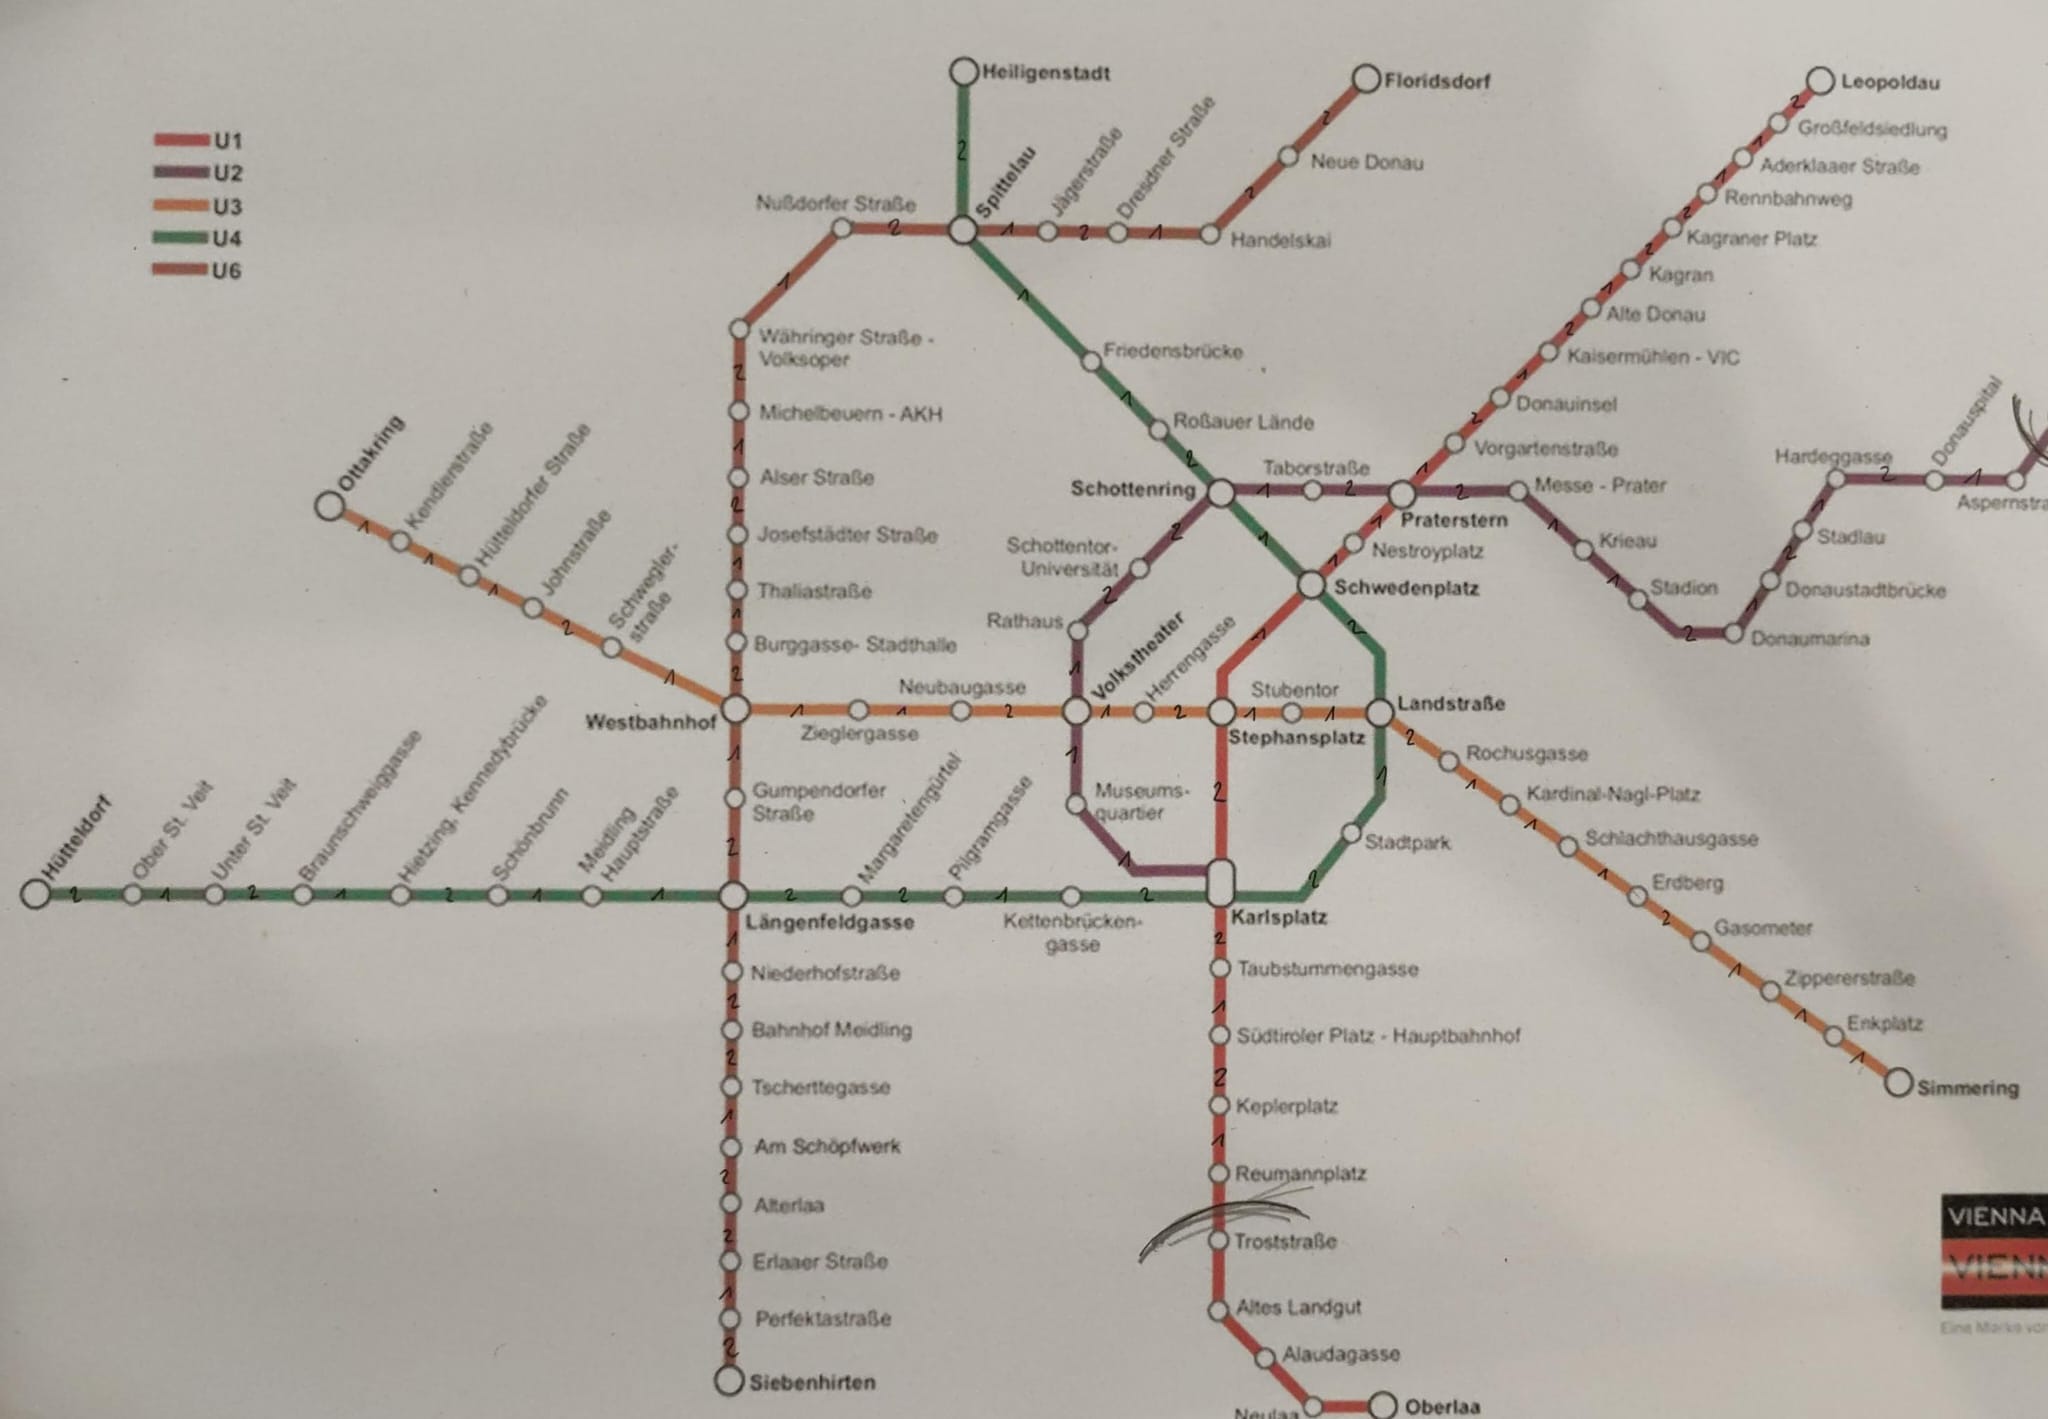 Heiligenstadt
Floridsdorf
Leopoldau
U1
U2
U3
U4
U6
Großfeldsiedlung
Aderklaaer Straße
Rennbahnweg
Kagraner Platz
Kagran
Alte Donau
Kaisermühlen - VIC
Donauinsel
Vorgartenstraße
Neue Donau
Handelskai
Dresdner Straße
Jägerstraße
Spittelau
Nußdorfer Straße
Währinger Straße -
Volksoper
Michelbeuern - AKH
Alser Straße
Josefstädter Straße
Thaliastraße
Burggasse- Stadthalle
Friedensbrücke
Roßauer Lände
Schottenring
Taborstraße
Praterstern
Messe - Prater
Krieau
Stadion
Donaumarina
Donaustadtbrücke
Stadlau
Hardeggasse
Donauspital
Nestroyplatz
Schwedenplatz
Schottentor-
Universität
Rathaus
Volkstheater
Herrengasse
Stubentor
Landstraße
Stephansplatz
Ottakring
Kendlerstraße
Hütteldorfer Straße
Johnstraße
Schwegler-
straße
Westbahnhof
Zieglergasse
Neubaugasse
Rochusgasse
Kardinal-Nagl-Platz
Schlachthausgasse
Erdberg
Gasometer
Zippererstraße
Enkplatz
Simmering
Gumpendorfer
Straße
Museums-
quartier
Stadtpark
Hütteldorf
Ober St. Veit
Unter St. Veit
Braunschweiggasse
Hietzing, Kennedybrücke
Schönbrunn
Meidling
Hauptstraße
Längenfeldgasse
Margaretengürtel
Pilgramgasse
Kettenbrücken-
gasse
Karlsplatz
Niederhofstraße
Bahnhof Meidling
Tscherttegasse
Am Schöpfwerk
Alterlaa
Erlaaer Straße
Perfektastraße
Siebenhirten
Taubstummengasse
Südtiroler Platz - Hauptbahnhof
Keplerplatz
Reumannplatz
Troststraße
Altes Landgut
Alaudagasse
Neulaa
Oberlaa
VIENNA
Eine Marke